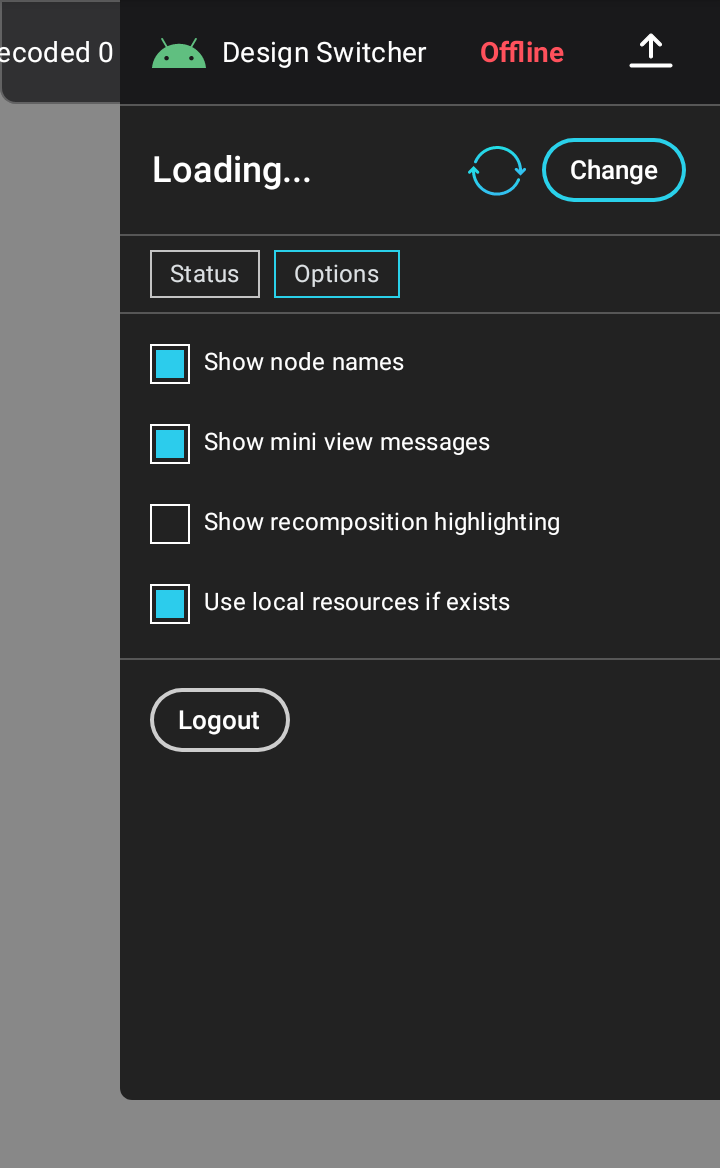 ecoded 0
Design Switcher
Offline
Loading...
Change
Status
Options
Show node names
Show mini view messages
Show recomposition highlighting
Use local resources if exists
Logout